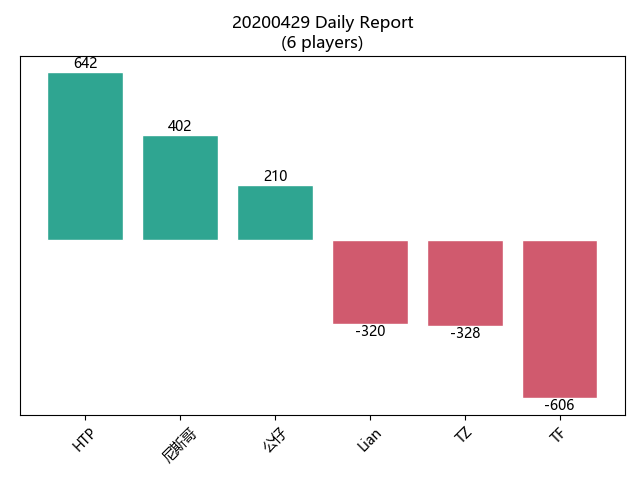 20200429 Daily Report
(6 players)
642
402
210
-320
-328
-606
HTP
尼斯哥
公仔
Lian
TZ
TF